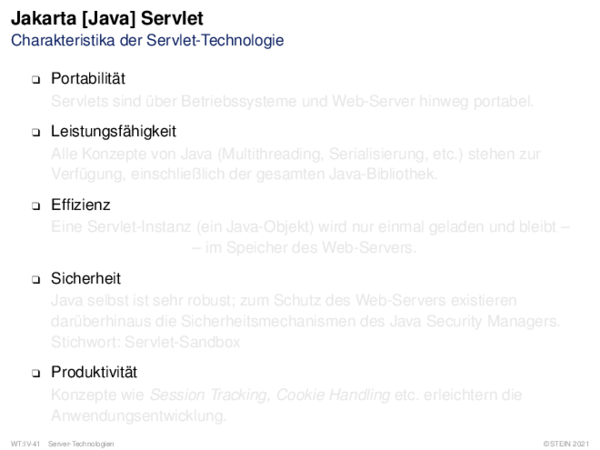 Jakarta [Java] Servlet
Charakteristika der Servlet-Technologie
❑ Portabilität
Servlets sind über Betriebssysteme und Web-Server hinweg portabel.
❑ Leistungsfähigkeit
Alle Konzepte von Java (Multithreading, Serialisierung, etc.) stehen zur
Verfügung, einschließlich der gesamten Java-Bibliothek.
❑ Effizienz
Eine Servlet-Instanz (ein Java-Objekt) wird nur einmal geladen und bleibt –
– im Speicher des Web-Servers.
❑ Sicherheit
Java selbst ist sehr robust; zum Schutz des Web-Servers existieren
darüberhinaus die Sicherheitsmechanismen des Java Security Managers.
Stichwort: Servlet-Sandbox
❑ Produktivität
Konzepte wie Session Tracking, Cookie Handling etc. erleichtern die
Anwendungsentwicklung.
WT:IV-41 Server-Technologien ©STEIN 2021